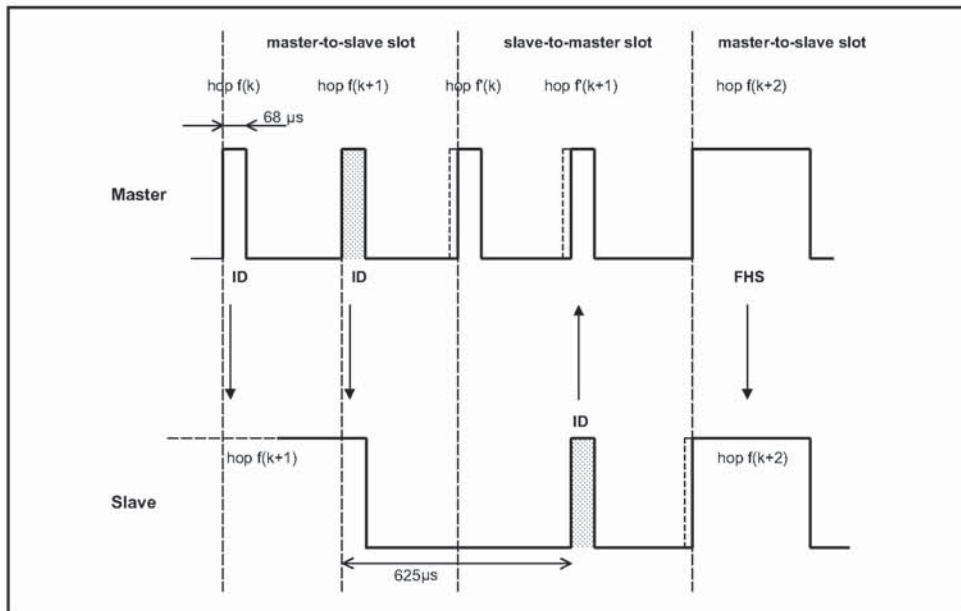 master-to-slave slot slave-to-master slot master-to-slave slot
hop f(k) hop f(k+1) hop f'(k) hop f'(k+1) hop f(k+2)
68 µs
Master
ID ID FHS
ID
hop f(k+1) hop f(k+2)
Slave
625µs